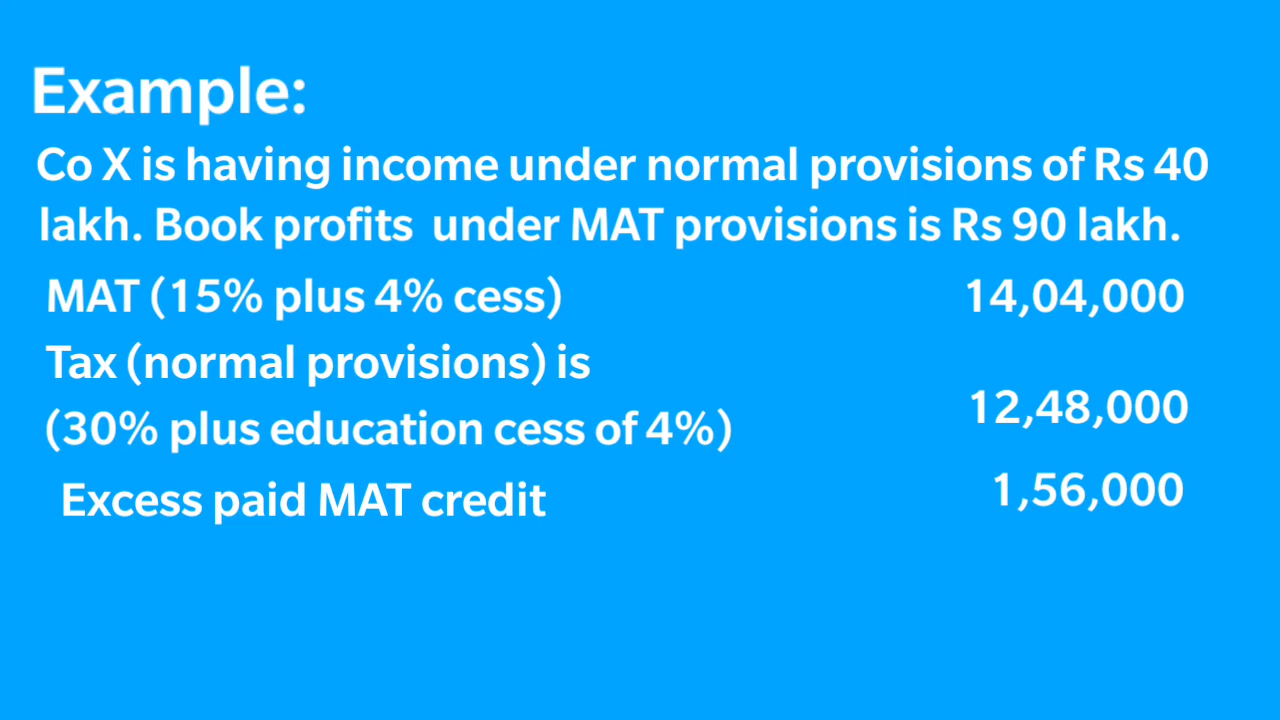 Example:
Co X is having income under normal provisions of Rs 40
lakh. Book profits under MAT provisions is Rs 90 lakh.
MAT (15% plus 4% cess) 14,04,000
Tax (normal provisions) is
(30% plus education cess of 4%) 12,48,000
Excess paid MAT credit 1,56,000